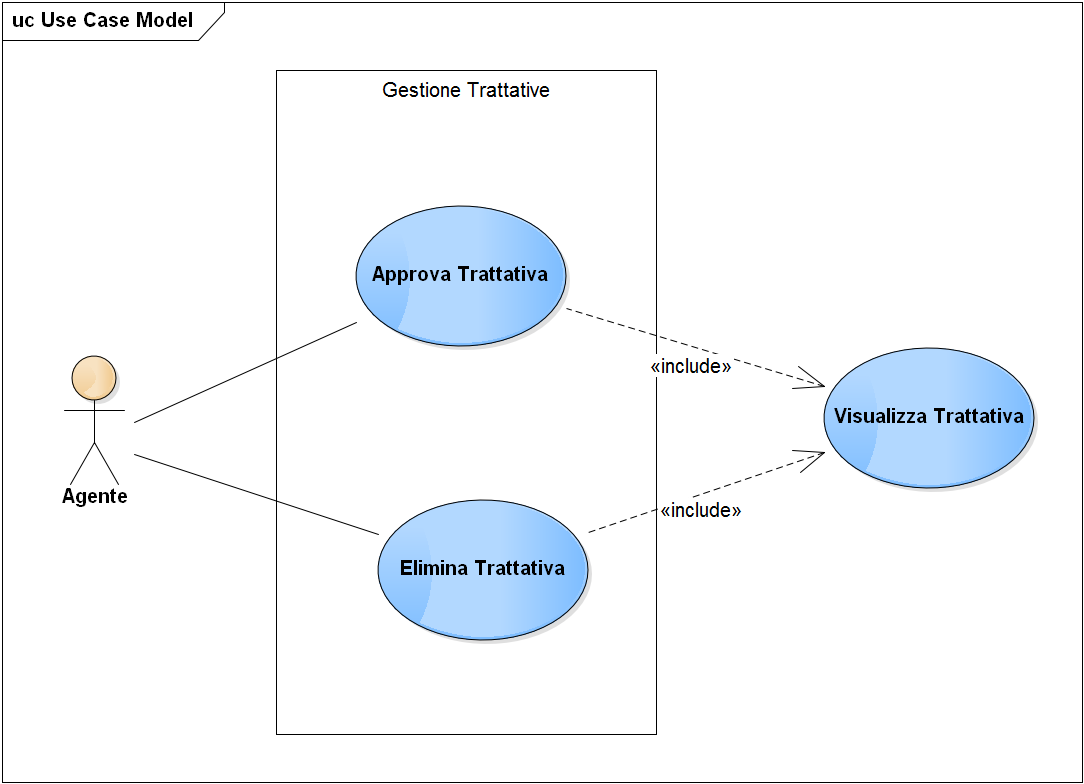 uc Use Case Model
Gestione Trattative
Approva Trattativa
«include»
Visualizza Trattativa
Agente
«include»
Elimina Trattativa